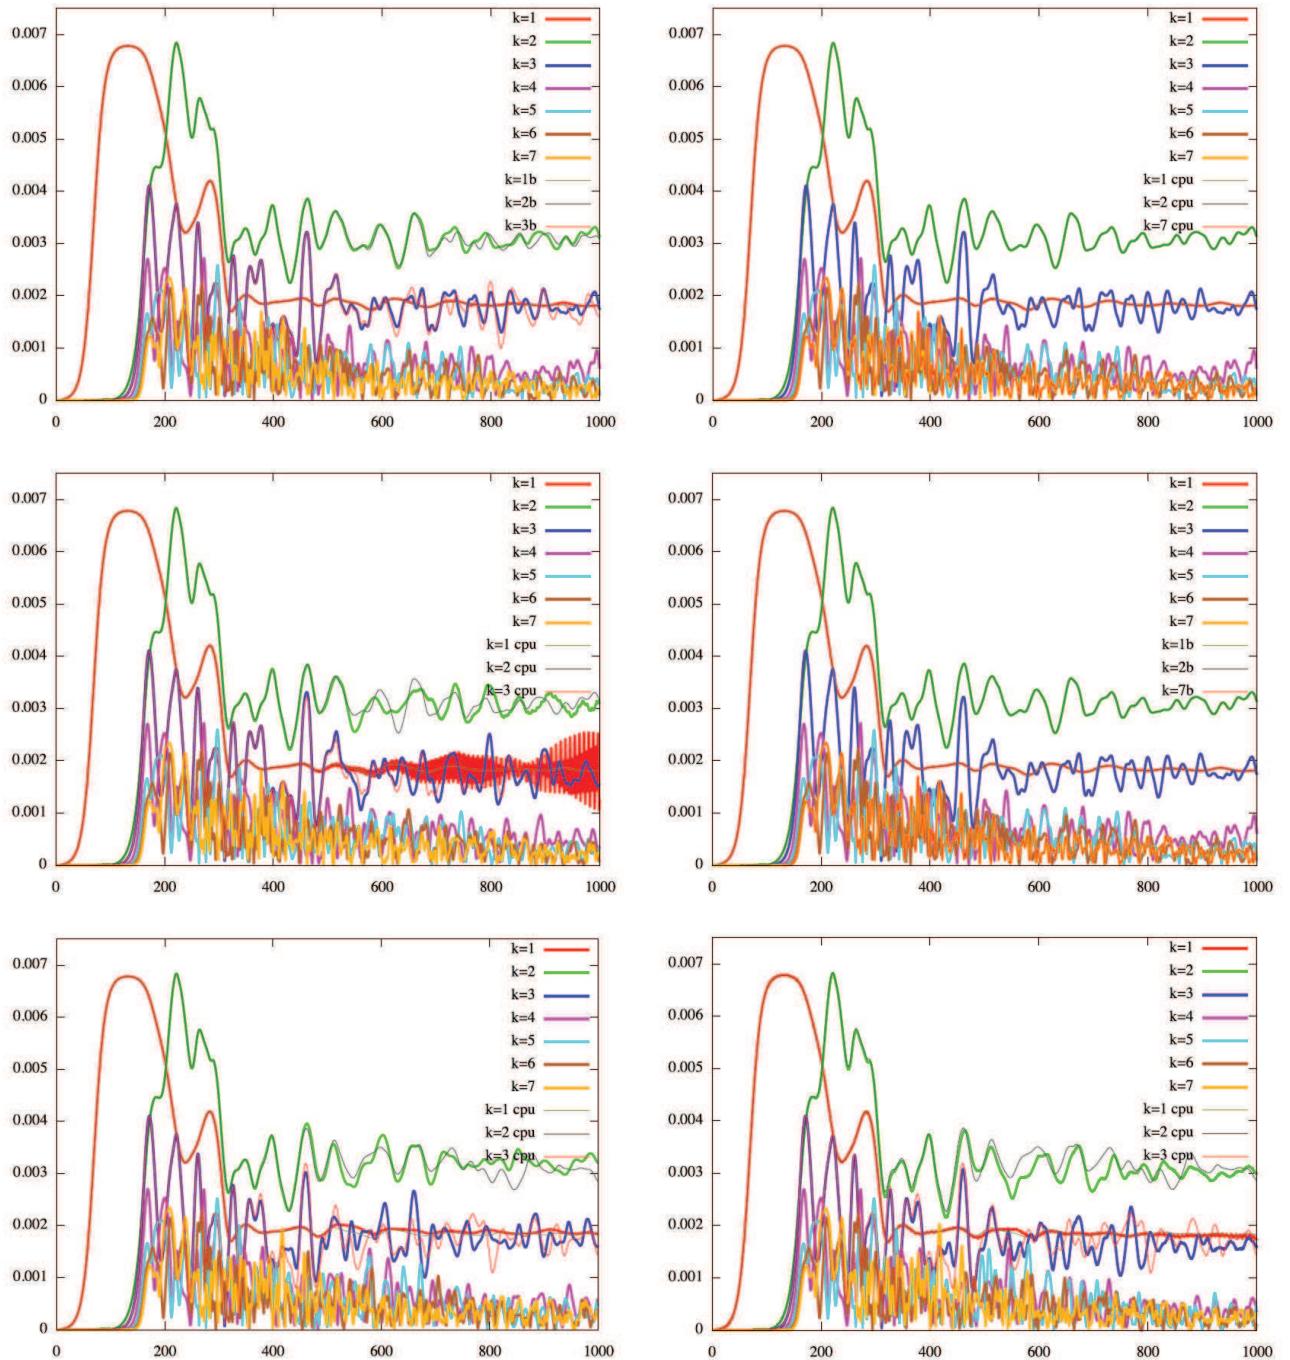 0.007
0.006
0.005
0.004
0.003
0.002
0.001
0
0
200
400
600
800
1000
k=1
k=2
k=3
k=4
k=5
k=6
k=7
k=1b
k=2b
k=3b
0.007
0.006
0.005
0.004
0.003
0.002
0.001
0
0
200
400
600
800
1000
k=1
k=2
k=3
k=4
k=5
k=6
k=7
k=1 cpu
k=2 cpu
k=7 cpu
0.007
0.006
0.005
0.004
0.003
0.002
0.001
0
0
200
400
600
800
1000
k=1
k=2
k=3
k=4
k=5
k=6
k=7
k=1 cpu
k=2 cpu
k=3 cpu
0.007
0.006
0.005
0.004
0.003
0.002
0.001
0
0
200
400
600
800
1000
k=1
k=2
k=3
k=4
k=5
k=6
k=7
k=1b
k=2b
k=7b
0.007
0.006
0.005
0.004
0.003
0.002
0.001
0
0
200
400
600
800
1000
k=1
k=2
k=3
k=4
k=5
k=6
k=7
k=1 cpu
k=2 cpu
k=3 cpu
0.007
0.006
0.005
0.004
0.003
0.002
0.001
0
0
200
400
600
800
1000
k=1
k=2
k=3
k=4
k=5
k=6
k=7
k=1 cpu
k=2 cpu
k=3 cpu